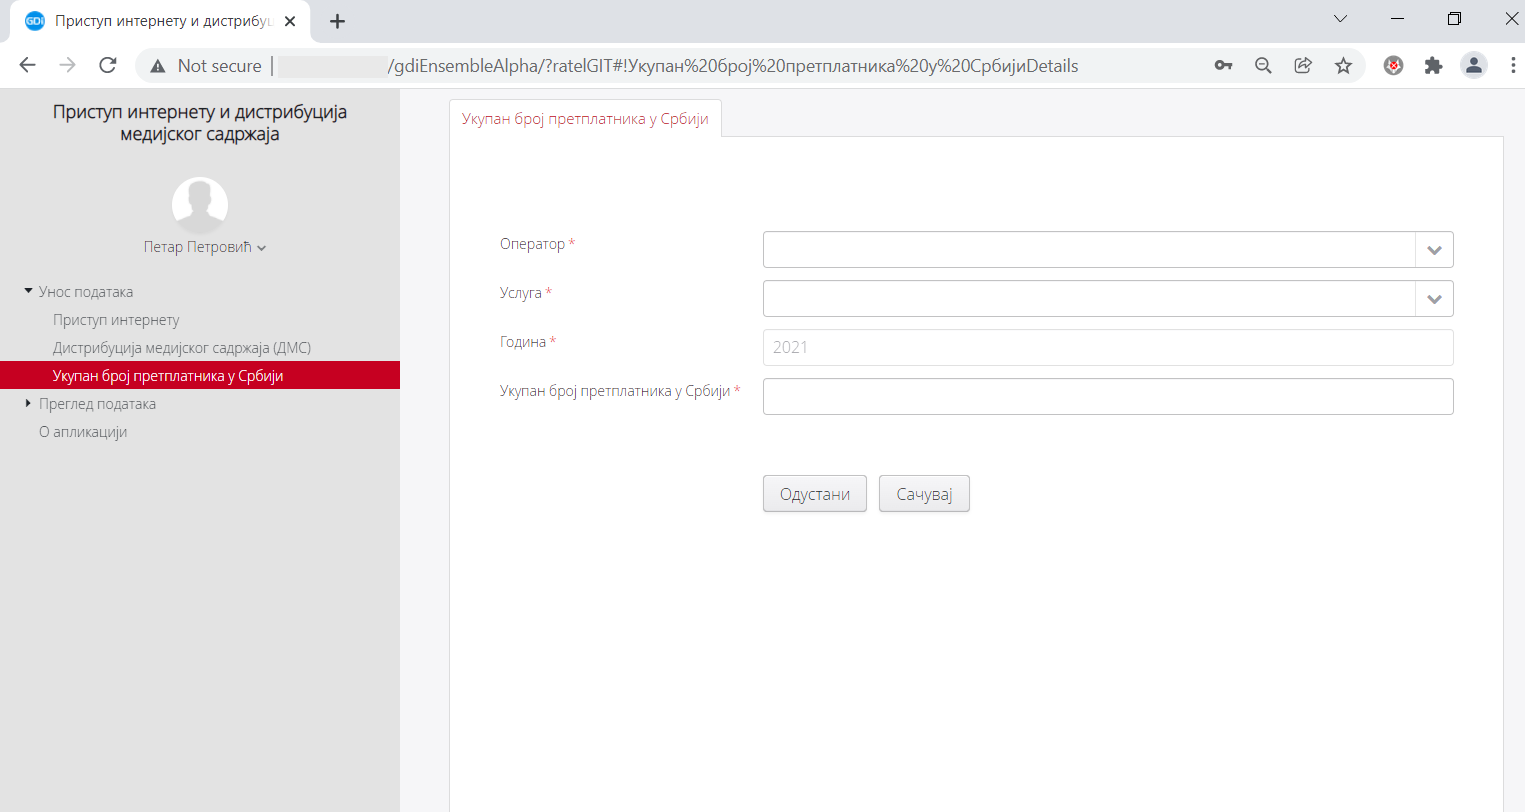 GDi Приступ интернету и дистрибуц
Not secure /gdiEnsembleAlpha/?ratelGIT#!Укупан%20број%20претплатника%20у%20СрбијиDetails
Приступ интернету и дистрибуција
медијског садржаја
Петар Петровић
Унос података
Приступ интернету
Дистрибуција медијског садржаја (ДМС)
Укупан број претплатника у Србији
Преглед података
О апликацији
Укупан број претплатника у Србији
Оператор *
Услуга *
Година * 2021
Укупан број претплатника у Србији *
Одустани Сачувај